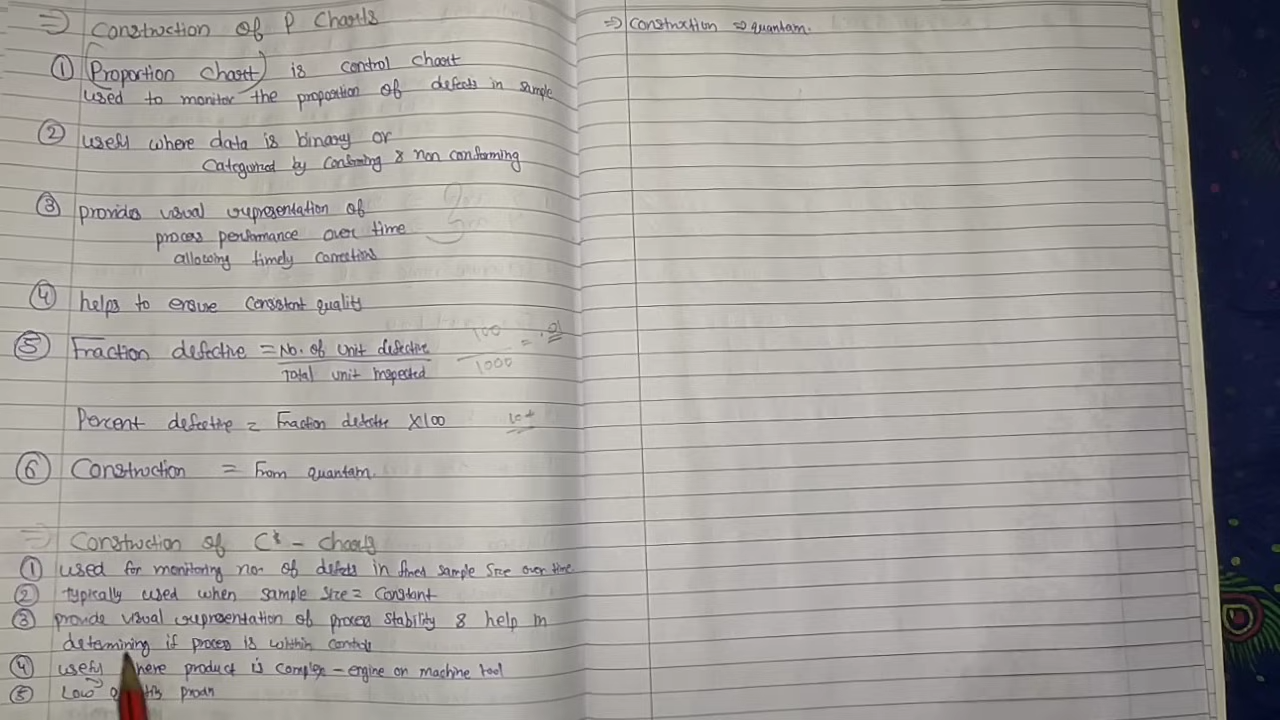 ⇒ Construction of P Charts
① (Proportion chart) is control chart
used to monitor the proportion of defects in sample
② usefy where data is binary or
Categorized by conforming & non conforming
③ provides visual representation of
process performance over time
allowing timely corrections
④ helps to ensure consistent quality
⑤ Fraction defective = No. of unit defective
Total unit inspected
100
1000
=
Percent defective = Fraction defective ×100
⑥ Construction = From quantam.
⇒ Construction of C - charts
① used for monitoring no. of defects in fixed sample size over time
② typically used when sample size = constant
③ provide visual representation of process stability & help in
determining if process is within control
④ usefy where product is complex - engine on machine tool
⑤ Low prodn
⇒ Construction ⇒ quantam.